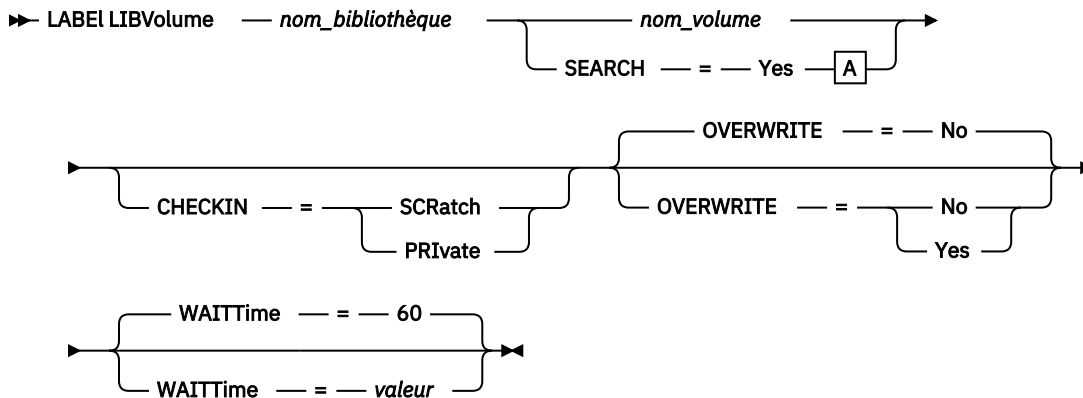 LABEl LIBVolume nom_bibliothèque nom_volume
SEARCH = Yes A
OVERWRITE = No
CHECKIN = SCRatch OVERWRITE = No
PRIvate Yes
WAITTime = 60
WAITTime = valeur